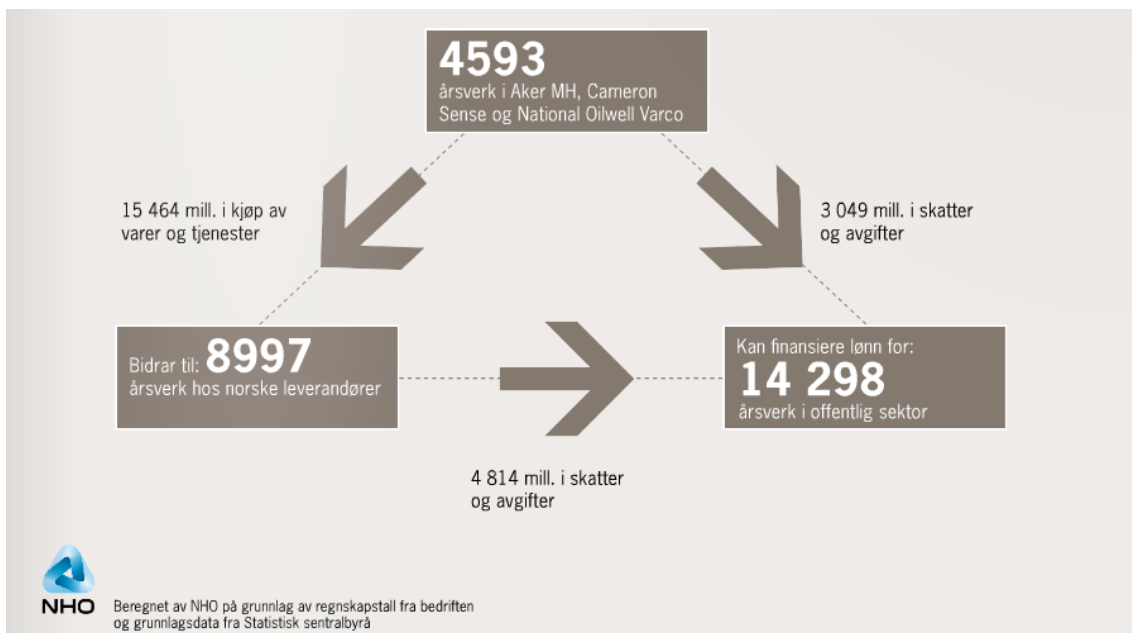 4593
årsverk i Aker MH, Cameron
Sense og National Oilwell Varco
15 464 mill. i kjøp av
varer og tjenester
3 049 mill. i skatter
og avgifter
Bidrar til: 8997
årsverk hos norske leverandører
Kan finansiere lønn for:
14 298
årsverk i offentlig sektor
4 814 mill. i skatter
og avgifter
NHO
Beregnet av NHO på grunnlag av regnskapstall fra bedriften
og grunnlagsdata fra Statistisk sentralbyrå